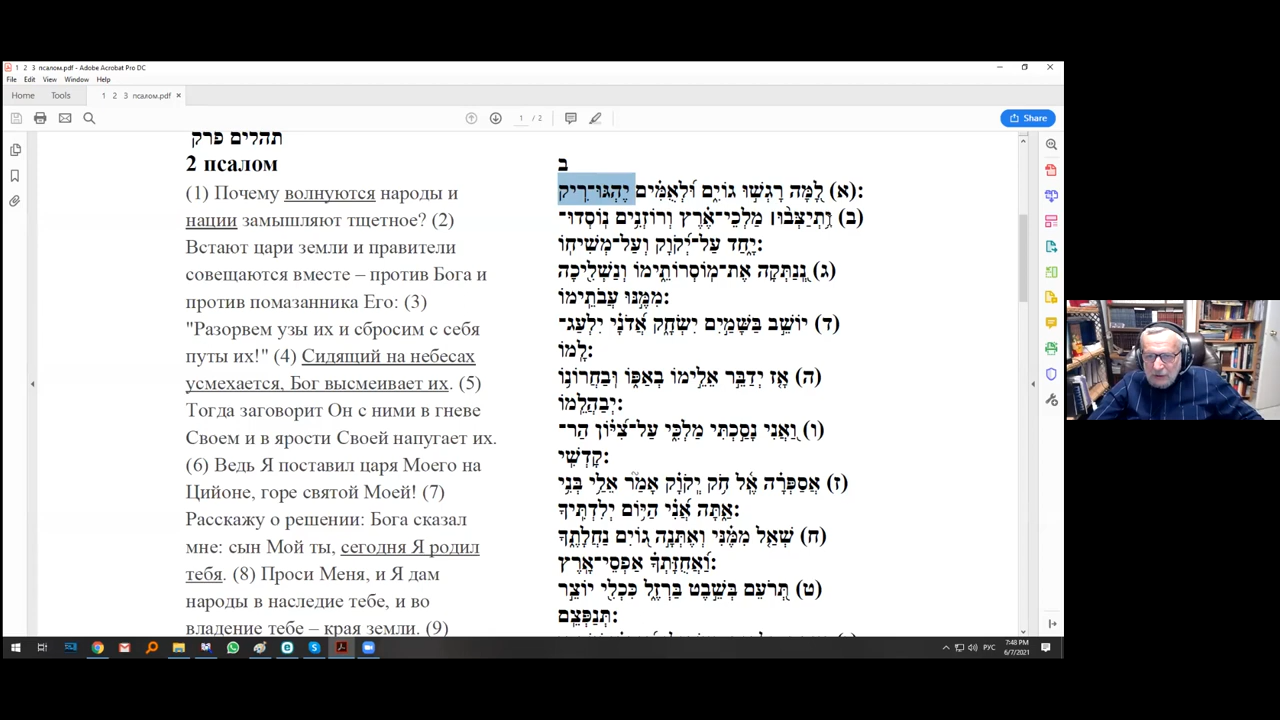 1 2 3 псалом.pdf - Adobe Acrobat Pro DC
File Edit View Window Help
Home Tools 1 2 3 псалом.pdf ×
1 / 2
Share
תהלים פרק
2 псалом
(1) Почему волнуются народы и
нации замышляют тщетное? (2)
Встают цари земли и правители
совещаются вместе – против Бога и
против помазанника Его: (3)
"Разорвем узы их и сбросим с себя
путы их!" (4) Сидящий на небесах
усмехается, Бог высмеивает их. (5)
Тогда заговорит Он с ними в гневе
Своем и в ярости Своей напугает их.
(6) Ведь Я поставил царя Моего на
Цийоне, горе святой Моей! (7)
Расскажу о решении: Бога сказал
мне: сын Мой ты, сегодня Я родил
тебя. (8) Проси Меня, и Я дам
народы в наследие тебе, и во
владение тебе – края земли. (9)
ב
(א) לָ֭מָּה רָגְשׁ֣וּ גוֹיִ֑ם וּ֝לְאֻמִּ֗ים יֶהְגּוּ־רִֽיק:
(ב) יִ֥תְיַצְּב֨וּ׀ מַלְכֵי־אֶ֗רֶץ וְרוֹזְנִ֥ים נֽוֹסְדוּ־
יָ֑חַד עַל־יְ֝קֹוָק וְעַל־מְשִׁיחֽוֹ:
(ג) נְֽ֭נַתְּקָה אֶת־מֽוֹסְרוֹתֵ֑ימוֹ וְנַשְׁלִ֖יכָה
מִמֶּ֣נּוּ עֲבֹתֵֽימוֹ:
(ד) יוֹשֵׁ֣ב בַּשָּׁמַ֣יִם יִשְׂחָ֑ק אֲ֝דֹנָ֗י יִלְעַג־
לָֽמוֹ:
(ה) אָ֤ז יְדַבֵּ֣ר אֵלֵ֣ימוֹ בְאַפּ֑וֹ וּֽבַחֲרוֹנ֥וֹ
יְבַהֲלֵֽמוֹ:
(ו) וַ֭אֲנִי נָסַ֣כְתִּי מַלְכִּ֑י עַל־צִ֝יּ֗וֹן הַר־
קָדְשִֽׁי:
(ז) אֲסַפְּרָ֗ה אֶֽ֫ל חֹ֥ק יְֽקֹוָ֗ק אָמַ֘ר אֵלַ֥י בְּנִ֥י
אַ֑תָּה אֲ֝נִ֗י הַיּ֥וֹם יְלִדְתִּֽיךָ:
(ח) שְׁאַ֤ל מִמֶּ֗נִּי וְאֶתְּנָ֣ה ג֭וֹיִם נַחֲלָתֶ֑ךָ
וַ֝אֲחֻזָּתְךָ֗ אַפְסֵי־אָֽרֶץ:
(ט) תְּ֭רֹעֵם בְּשֵׁ֣בֶט בַּרְזֶ֑ל כִּכְלִ֖י יוֹצֵ֣ר
תְּנַפְּצֵֽם:
РУС
7:48 PM
6/7/2021